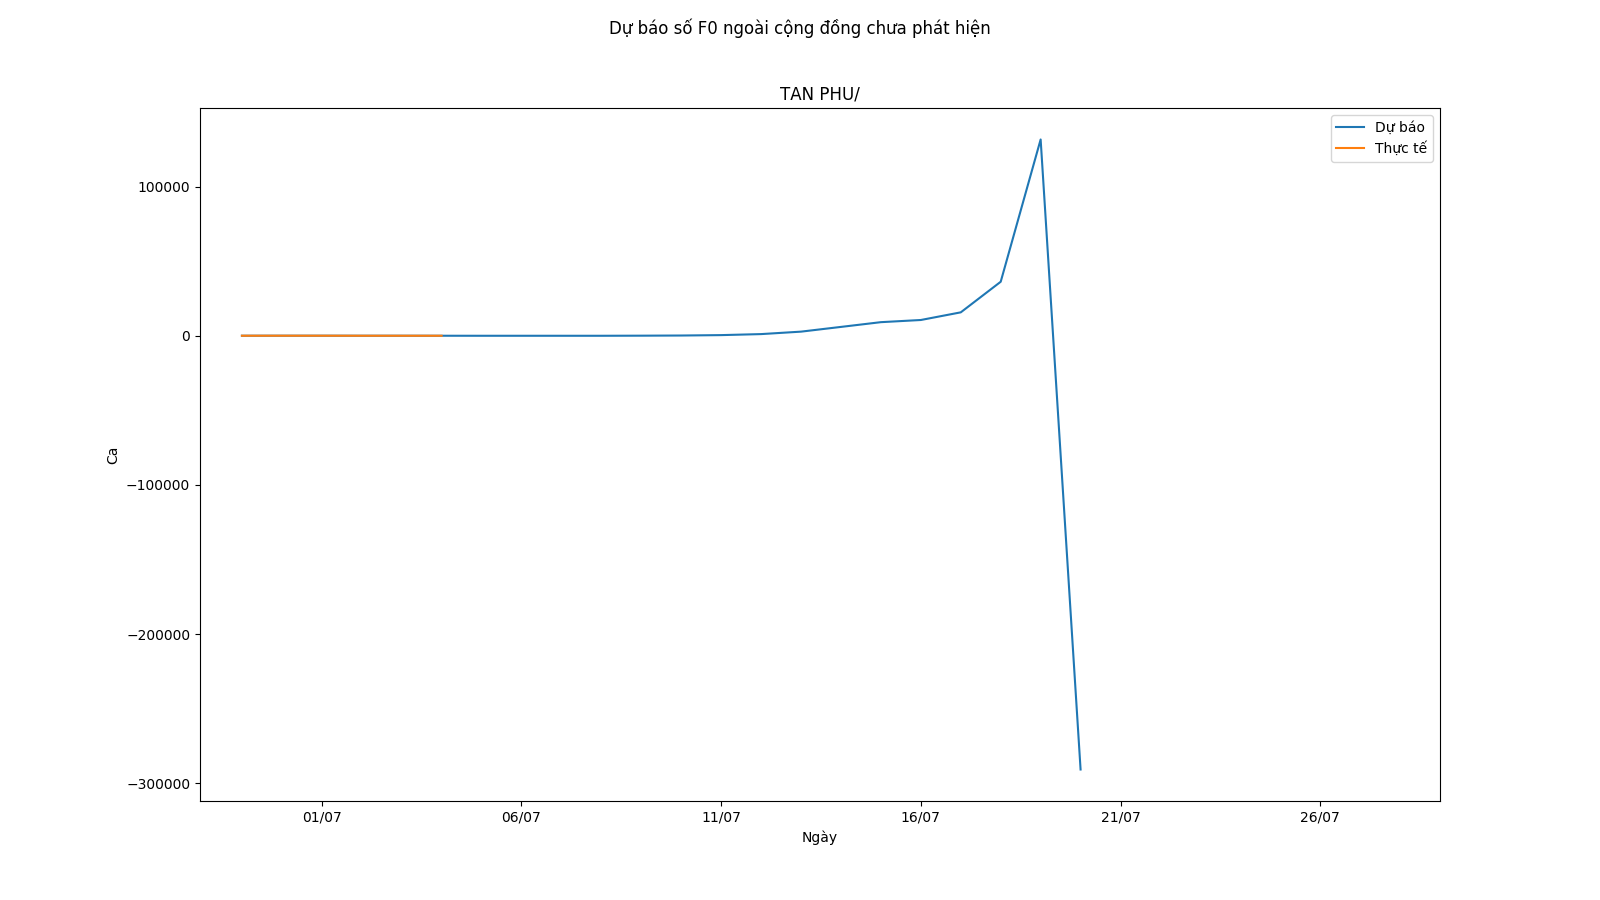 Dự báo số F0 ngoài cộng đồng chưa phát hiện
TAN PHU/
Dự báo
Thực tế
100000
0
−100000
−200000
−300000
Ca
01/07
06/07
11/07
16/07
21/07
26/07
Ngày